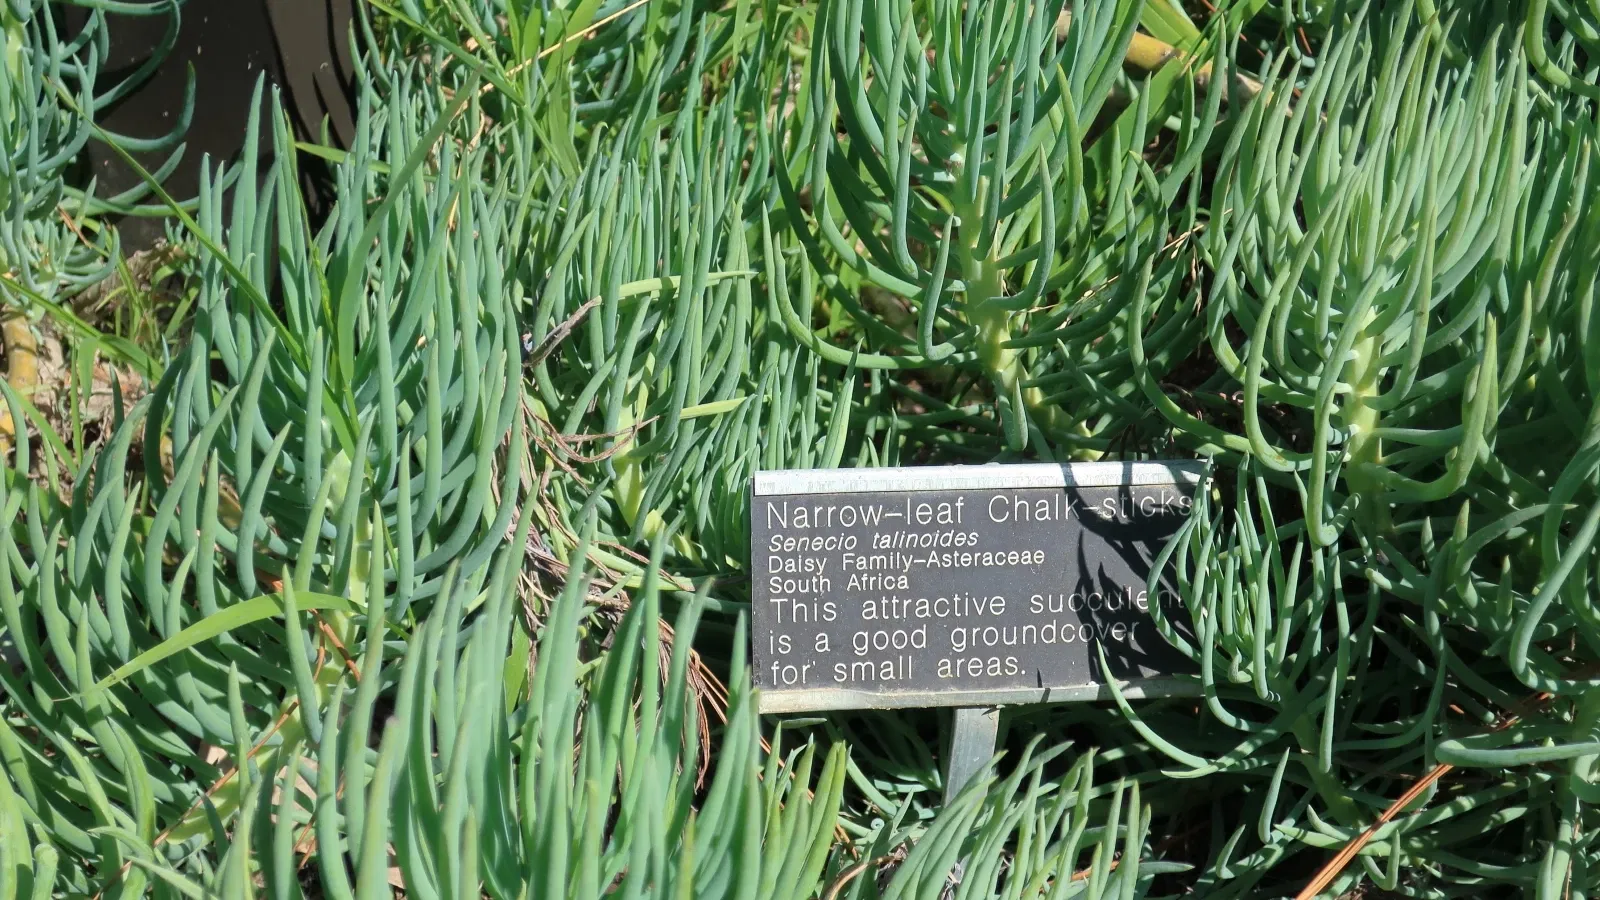 Narrow-leaf Chalk-sticks
Senecio talinoides
Daisy Family-Asteraceae
South Africa
This attractive succulent
is a good groundcover
for small areas.